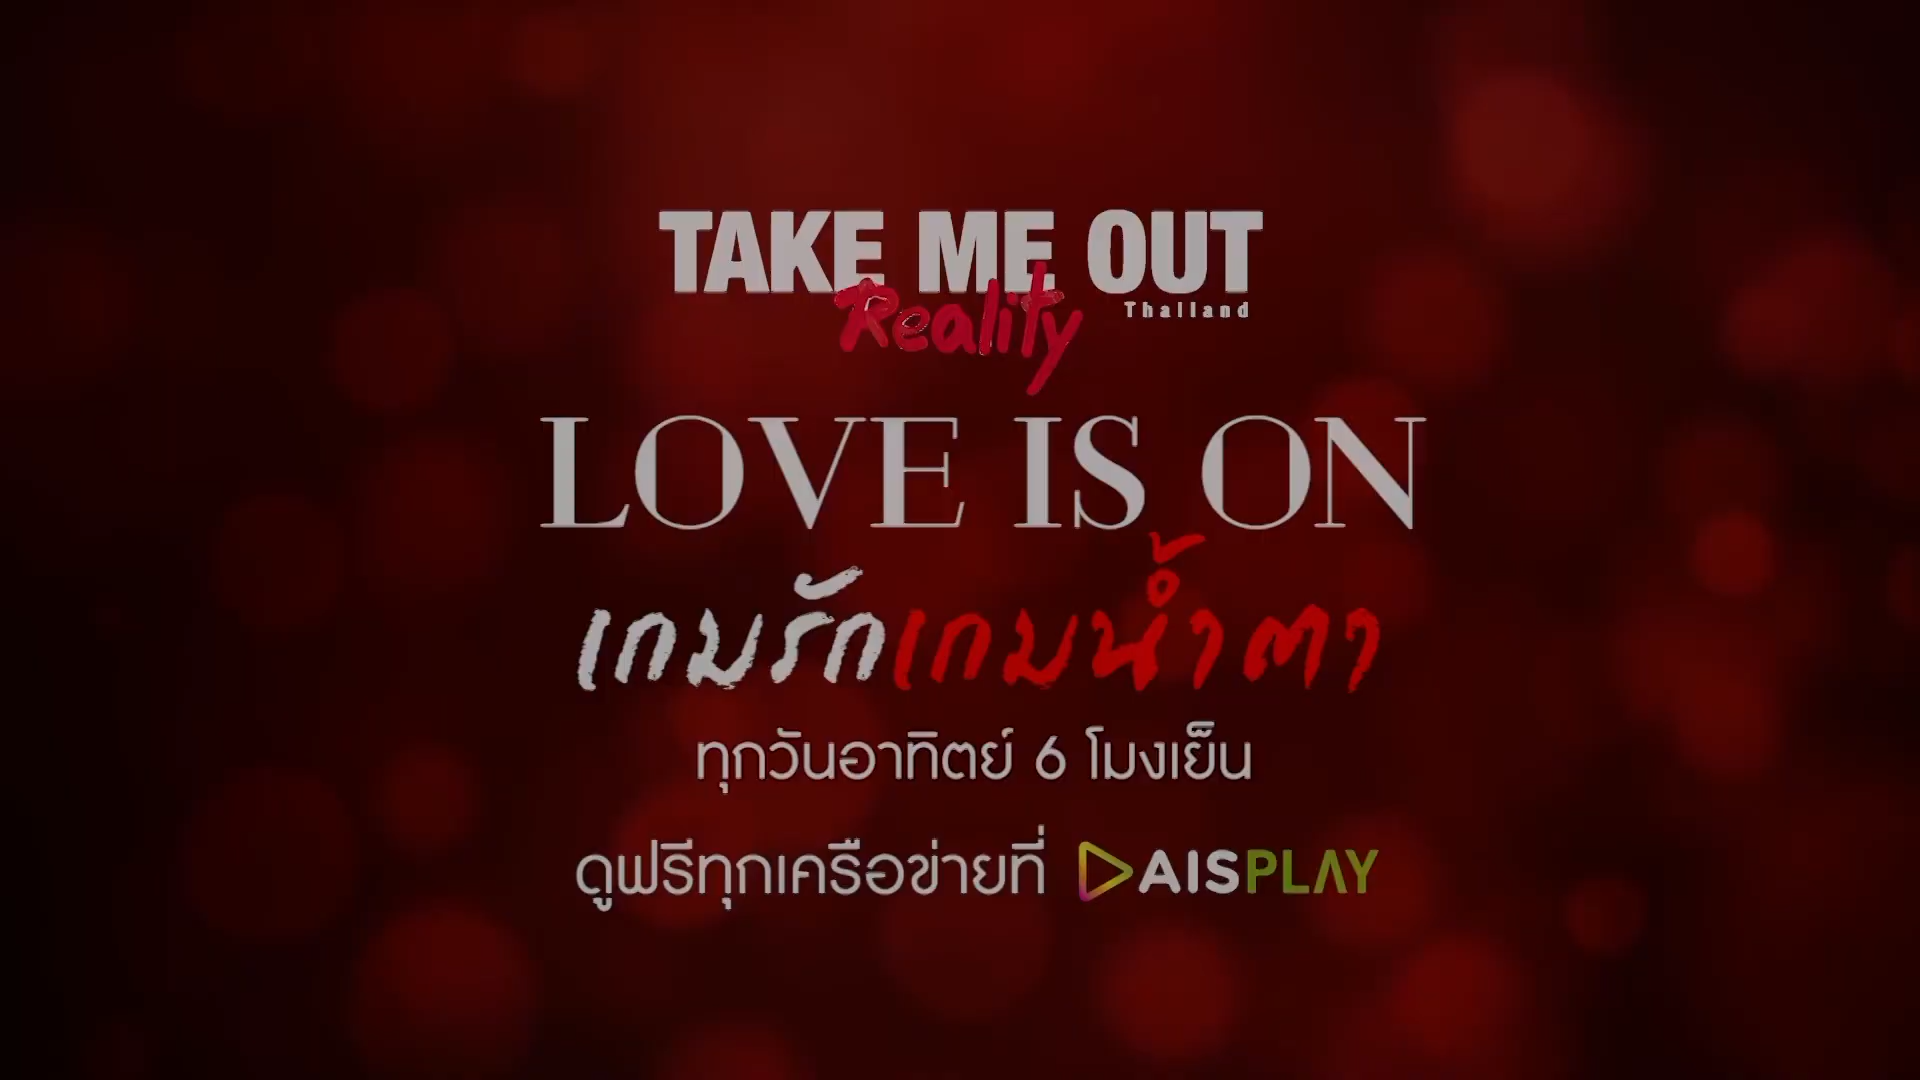 TAKE ME OUT
Reality
Thailand
LOVE IS ON
เกมรักเกมน้ำตา
ทุกวันอาทิตย์ 6 โมงเย็น
ดูฟรีทุกเครือข่ายที่ AISPLAY